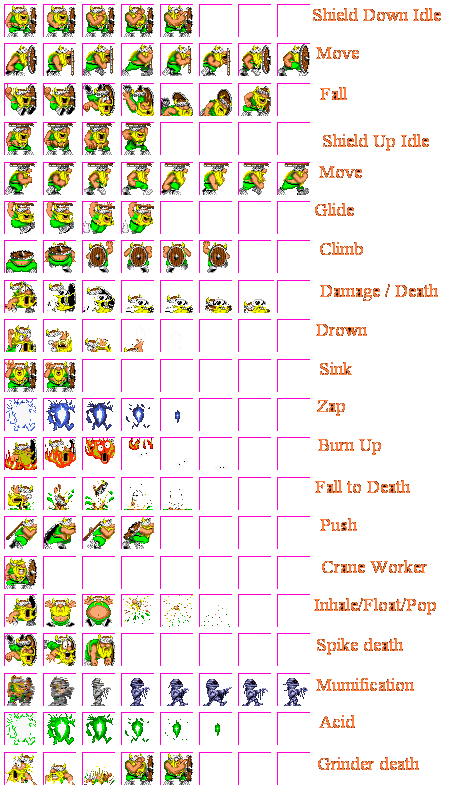 Shield Down Idle
Move
Fall
Shield Up Idle
Move
Glide
Climb
Damage / Death
Drown
Sink
Zap
Burn Up
Fall to Death
Push
Crane Worker
Inhale/Float/Pop
Spike death
Mumification
Acid
Grinder death